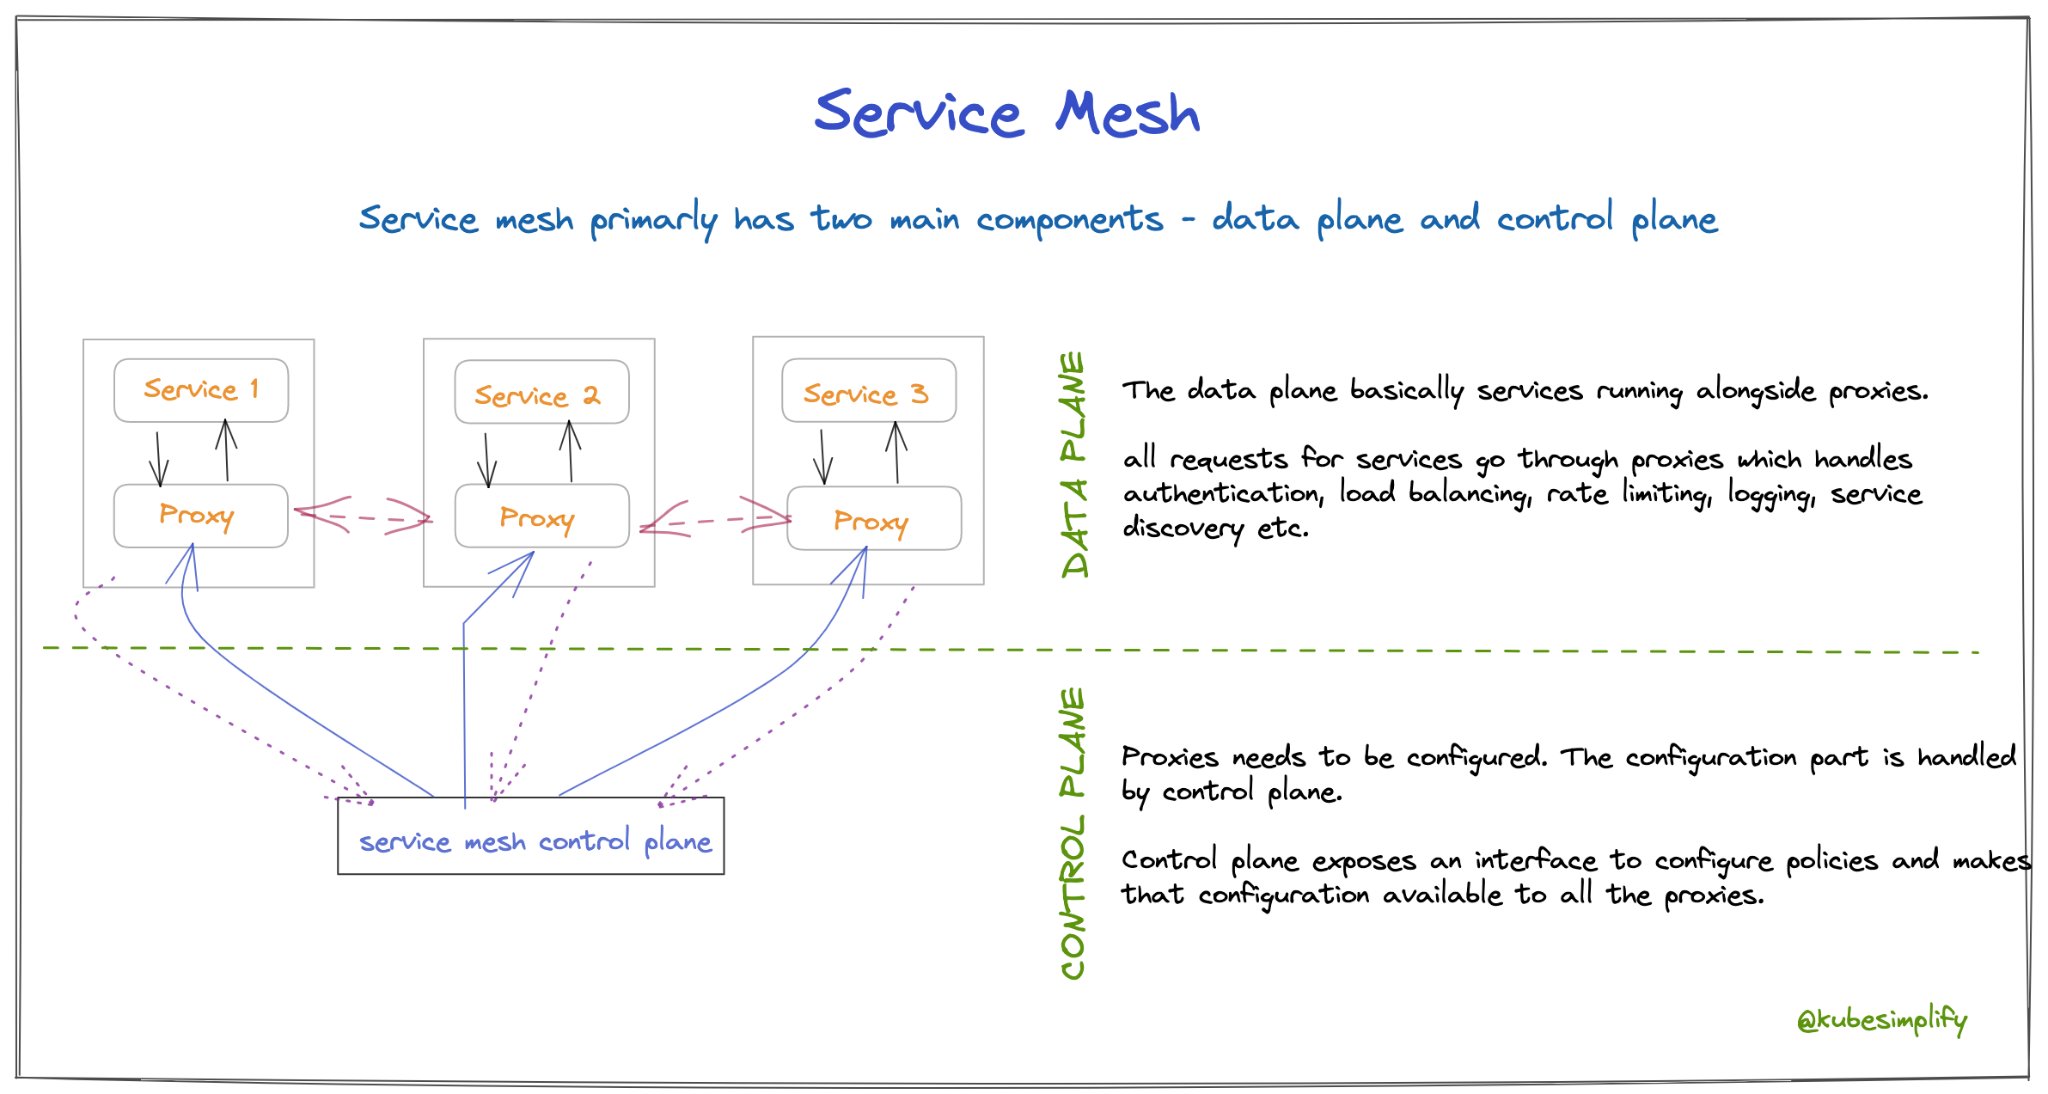 Service Mesh
Service mesh primarly has two main components - data plane and control plane
Service 1
Service 2
Service 3
Proxy
Proxy
Proxy
DATA PLANE
The data plane basically services running alongside proxies.
all requests for services go through proxies which handles
authentication, load balancing, rate limiting, logging, service
discovery etc.
service mesh control plane
CONTROL PLANE
Proxies needs to be configured. The configuration part is handled
by control plane.
Control plane exposes an interface to configure policies and makes
that configuration available to all the proxies.
@kubesimplify